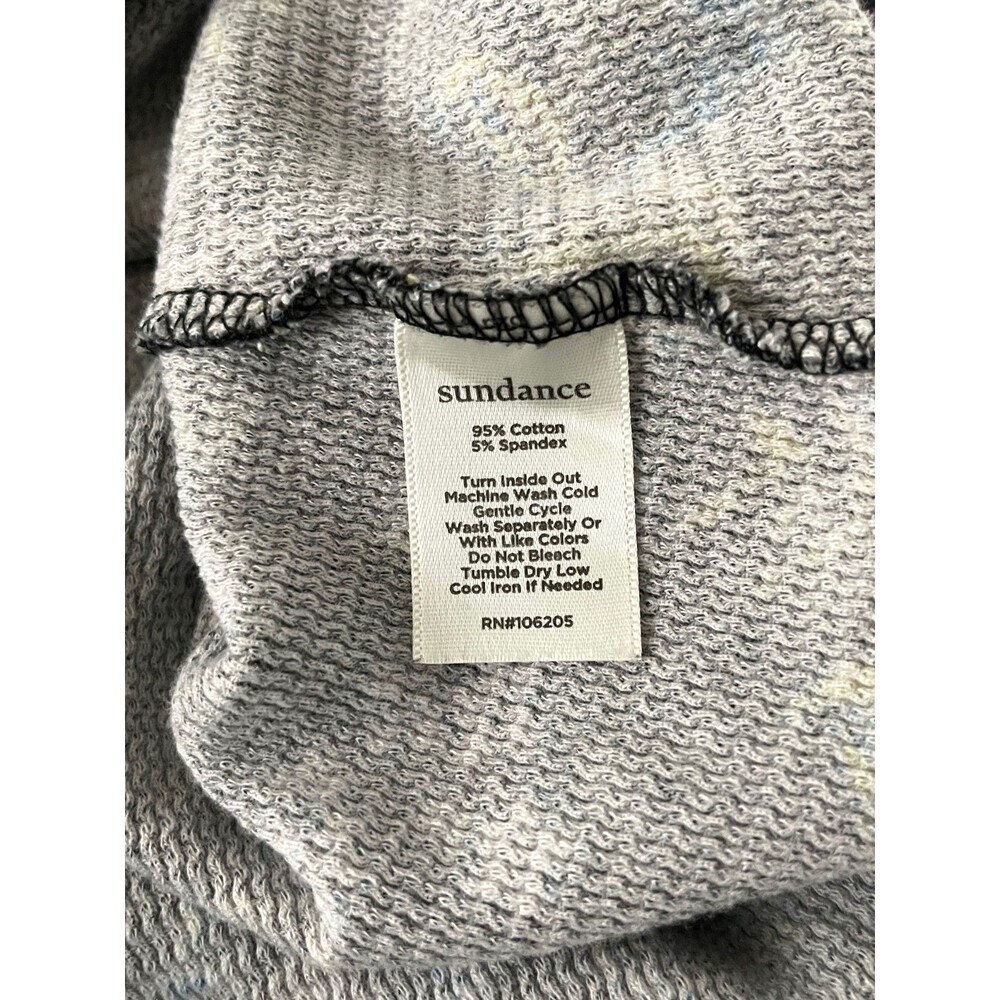 sundance
95% Cotton
5% Spandex
Turn Inside Out
Machine Wash Cold
Gentle Cycle
Wash Separately Or
With Like Colors
Do Not Bleach
Tumble Dry Low
Cool Iron If Needed
RN#106205